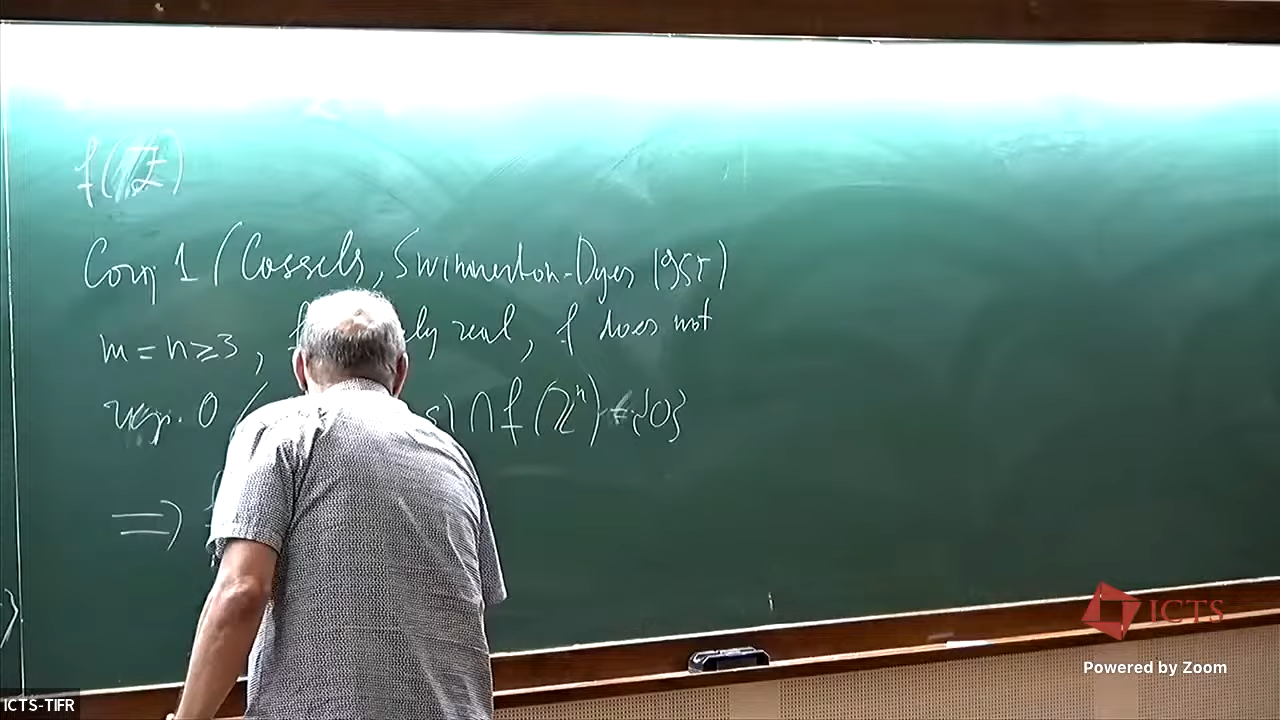 f(Z)
Conj 1 (Cassels, Swinnerton-Dyer 1955)
m = n ≥ 3, ly real, f does not
rep. 0 ) ∩ f(ℤⁿ) = {0}
⇒
ICTS
Powered by Zoom
ICTS-TIFR